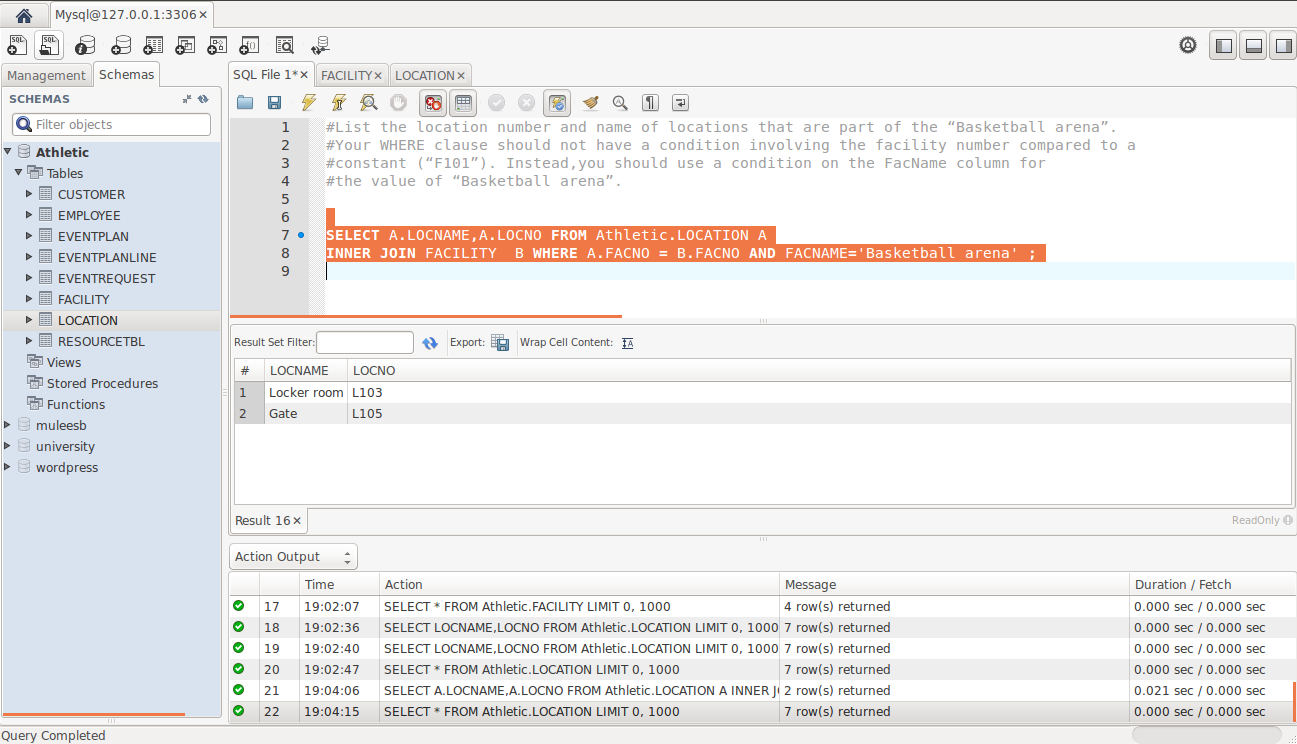 Mysql@127.0.0.1:3306 ×
Management Schemas
SCHEMAS
Filter objects
Athletic
Tables
CUSTOMER
EMPLOYEE
EVENTPLAN
EVENTPLANLINE
EVENTREQUEST
FACILITY
LOCATION
RESOURCETBL
Views
Stored Procedures
Functions
muleesb
university
wordpress
SQL File 1* × FACILITY × LOCATION ×
1 #List the location number and name of locations that are part of the “Basketball arena”.
2 #Your WHERE clause should not have a condition involving the facility number compared to a
3 #constant (“F101”). Instead,you should use a condition on the FacName column for
4 #the value of “Basketball arena”.
5
6
7 SELECT A.LOCNAME,A.LOCNO FROM Athletic.LOCATION A
8 INNER JOIN FACILITY  B WHERE A.FACNO = B.FACNO AND FACNAME='Basketball arena' ;
9
Result Set Filter: Export: Wrap Cell Content:
# LOCNAME LOCNO
1 Locker room L103
2 Gate L105
Result 16 × ReadOnly
Action Output
Time Action Message Duration / Fetch
17 19:02:07 SELECT * FROM Athletic.FACILITY LIMIT 0, 1000 4 row(s) returned 0.000 sec / 0.000 sec
18 19:02:36 SELECT LOCNAME,LOCNO FROM Athletic.LOCATION LIMIT 0, 1000 7 row(s) returned 0.000 sec / 0.000 sec
19 19:02:40 SELECT LOCNAME,LOCNO FROM Athletic.LOCATION LIMIT 0, 1000 7 row(s) returned 0.000 sec / 0.000 sec
20 19:02:47 SELECT * FROM Athletic.LOCATION LIMIT 0, 1000 7 row(s) returned 0.000 sec / 0.000 sec
21 19:04:06 SELECT A.LOCNAME,A.LOCNO FROM Athletic.LOCATION A INNER 2 row(s) returned 0.021 sec / 0.000 sec
22 19:04:15 SELECT * FROM Athletic.LOCATION LIMIT 0, 1000 7 row(s) returned 0.000 sec / 0.000 sec
Query Completed